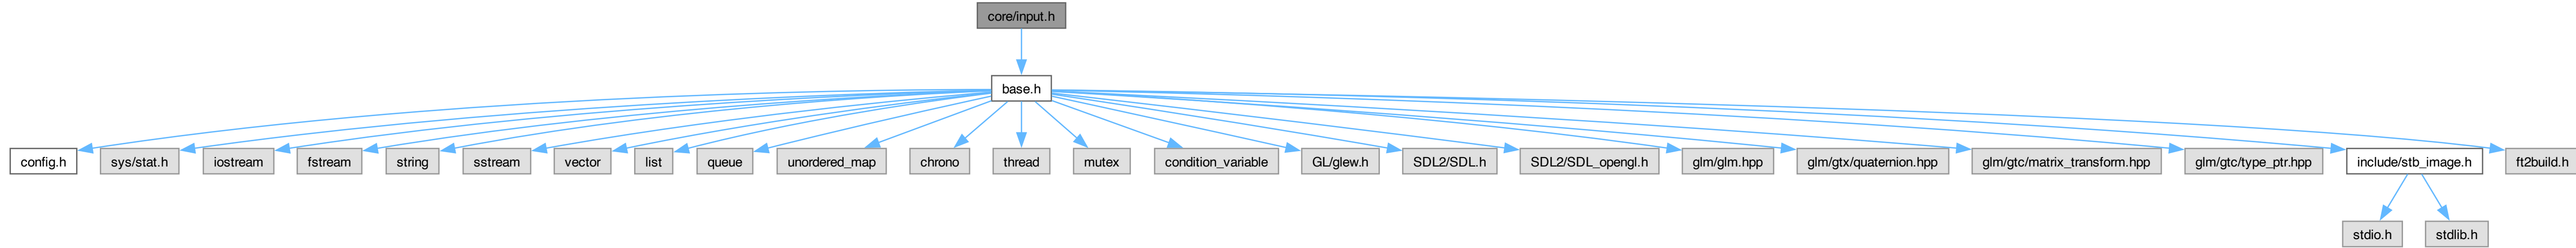 core/input.h
base.h
config.h
sys/stat.h
iostream
fstream
string
sstream
vector
list
queue
unordered_map
chrono
thread
mutex
condition_variable
GL/glew.h
SDL2/SDL.h
SDL2/SDL_opengl.h
glm/glm.hpp
glm/gtx/quaternion.hpp
glm/gtc/matrix_transform.hpp
glm/gtc/type_ptr.hpp
include/stb_image.h
ft2build.h
stdio.h
stdlib.h